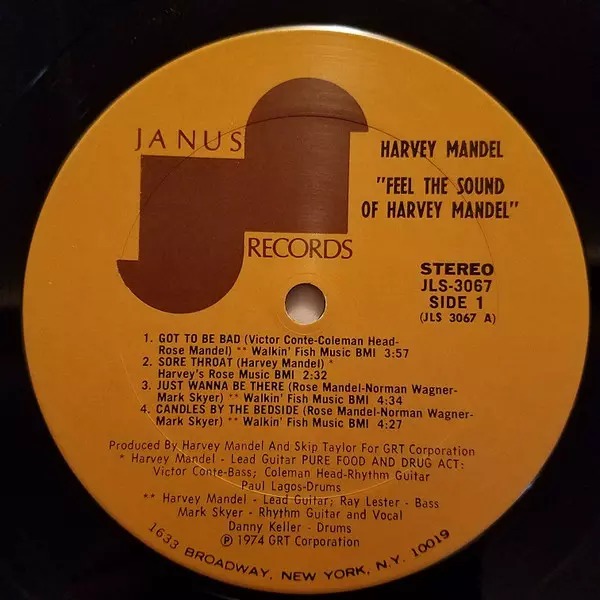 JANUS
RECORDS
HARVEY MANDEL
"FEEL THE SOUND
OF HARVEY MANDEL"
STEREO
JLS-3067
SIDE 1
(JLS 3067 A)
1. GOT TO BE BAD (Victor Conte-Coleman Head-
Rose Mandel) ** Walkin' Fish Music BMI 3:57
2. SORE THROAT (Harvey Mandel) *
Harvey's Rose Music BMI 2:32
3. JUST WANNA BE THERE (Rose Mandel-Norman Wagner-
Mark Skyer) ** Walkin' Fish Music BMI 4:34
4. CANDLES BY THE BEDSIDE (Rose Mandel-Norman Wagner-
Mark Skyer) ** Walkin' Fish Music BMI 4:27
Produced By Harvey Mandel And Skip Taylor For GRT Corporation
* Harvey Mandel - Lead Guitar PURE FOOD AND DRUG ACT:
Victor Conte-Bass; Coleman Head-Rhythm Guitar
Paul Lagos-Drums
** Harvey Mandel - Lead Guitar; Ray Lester - Bass
Mark Skyer - Rhythm Guitar and Vocal
Danny Keller - Drums
℗ 1974 GRT Corporation
1633 BROADWAY, NEW YORK, N.Y. 10019